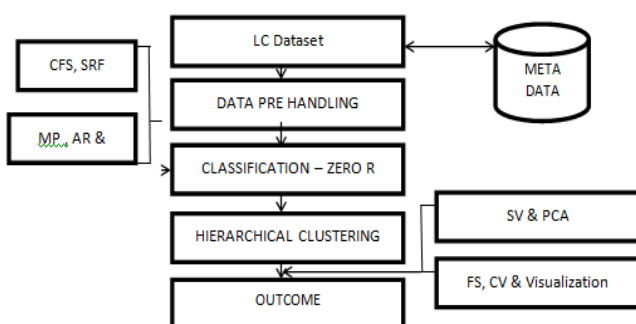 LC Dataset
CFS, SRF
META
DATA
DATA PRE HANDLING
MP , AR &
CLASSIFICATION – ZERO R
SV & PCA
HIERARCHICAL CLUSTERING
FS, CV & Visualization
OUTCOME